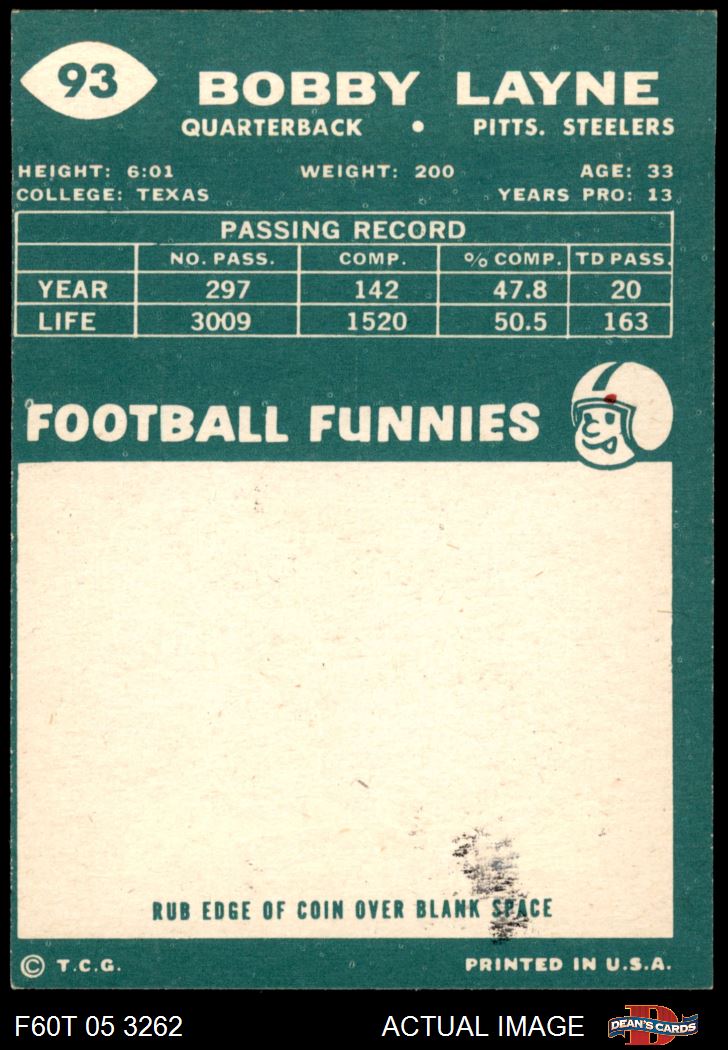 93
BOBBY LAYNE
QUARTERBACK • PITTS. STEELERS
HEIGHT: 6:01 WEIGHT: 200 AGE: 33
COLLEGE: TEXAS YEARS PRO: 13
PASSING RECORD
NO. PASS. COMP. % COMP. TD PASS.
YEAR 297 142 47.8 20
LIFE 3009 1520 50.5 163
FOOTBALL FUNNIES
RUB EDGE OF COIN OVER BLANK SPACE
© T.C.G. PRINTED IN U.S.A.
F60T 05 3262 ACTUAL IMAGE DEAN'S CARDS